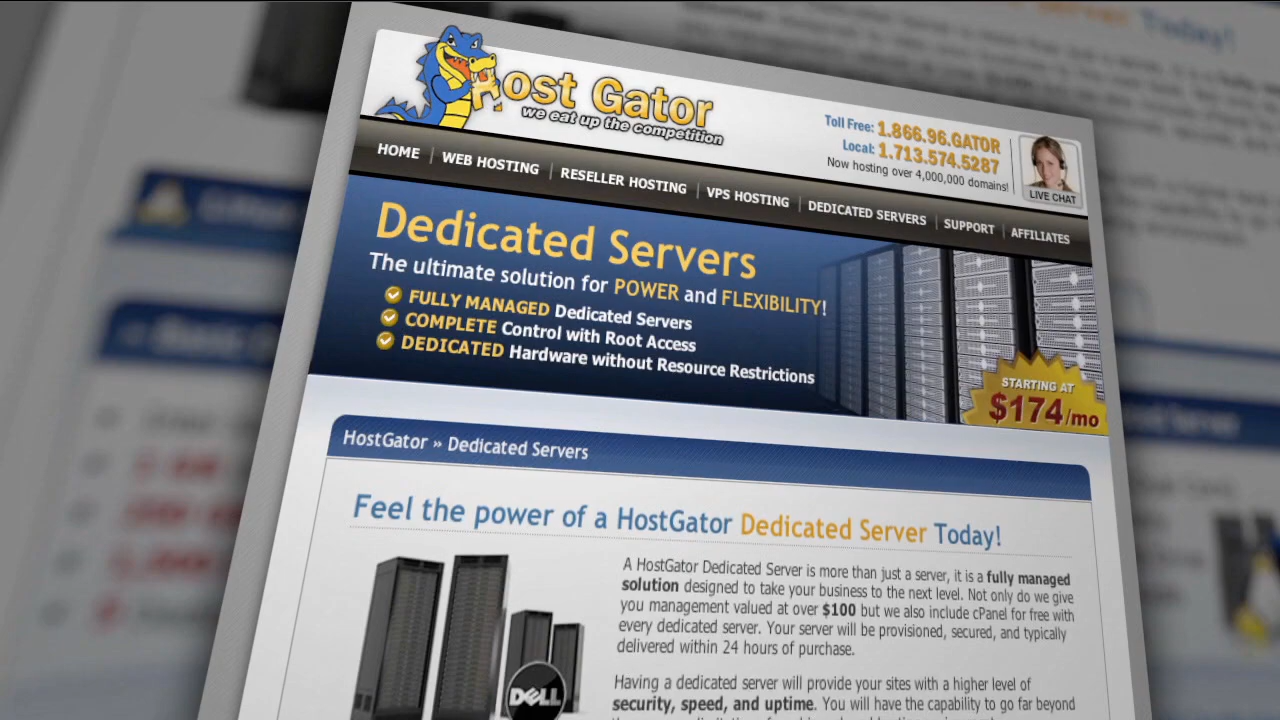 Host Gator
we eat up the competition
Toll Free: 1.866.96.GATOR
Local: 1.713.574.5287
Now hosting over 4,000,000 domains!
LIVE CHAT
HOME
WEB HOSTING
RESELLER HOSTING
VPS HOSTING
DEDICATED SERVERS
SUPPORT
AFFILIATES
Dedicated Servers
The ultimate solution for POWER and FLEXIBILITY!
FULLY MANAGED Dedicated Servers
COMPLETE Control with Root Access
DEDICATED Hardware without Resource Restrictions
STARTING AT
$174/mo
HostGator » Dedicated Servers
Feel the power of a HostGator Dedicated Server Today!
A HostGator Dedicated Server is more than just a server, it is a fully managed
solution designed to take your business to the next level. Not only do we give
you management valued at over $100 but we also include cPanel for free with
every dedicated server. Your server will be provisioned, secured, and typically
delivered within 24 hours of purchase.
DELL
Having a dedicated server will provide your sites with a higher level of
security, speed, and uptime. You will have the capability to go far beyond